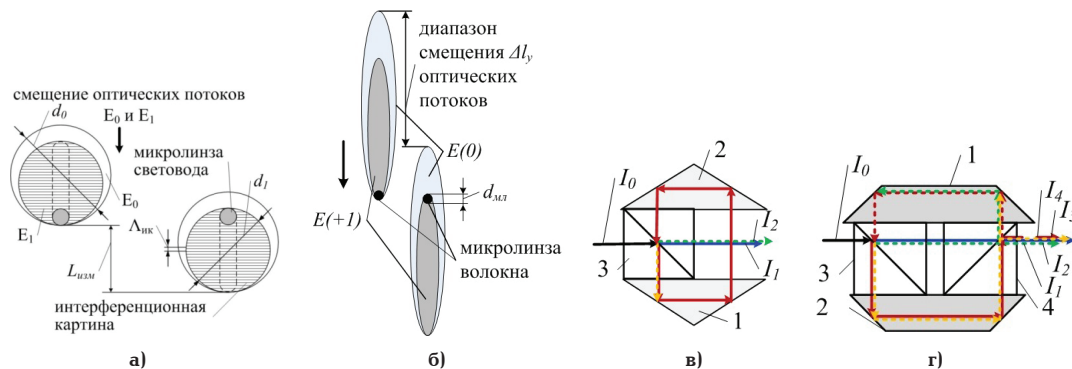 смещение оптических потоков
d₀
E₀ и E₁
микролинза
световода
d₁
E₀
E₁
Λик
Lизм
интерференционная
картина
а)
диапазон
смещения Δlу
оптических
потоков
E(0)
dмл
E(+1)
микролинза
волокна
б)
2
I₀
I₂
3
I₁
1
в)
1
I₀
I₄
I₃
I₂
I₁
3
2
4
г)